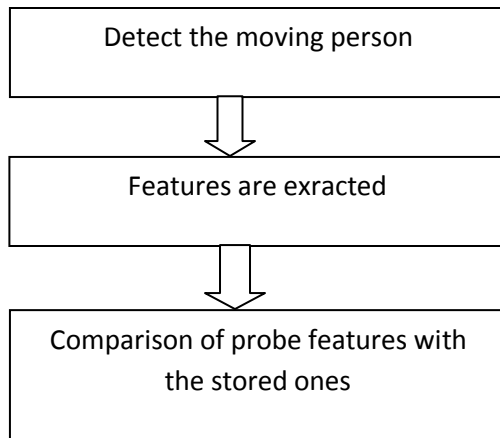 Detect the moving person
Features are exracted
Comparison of probe features with
the stored ones